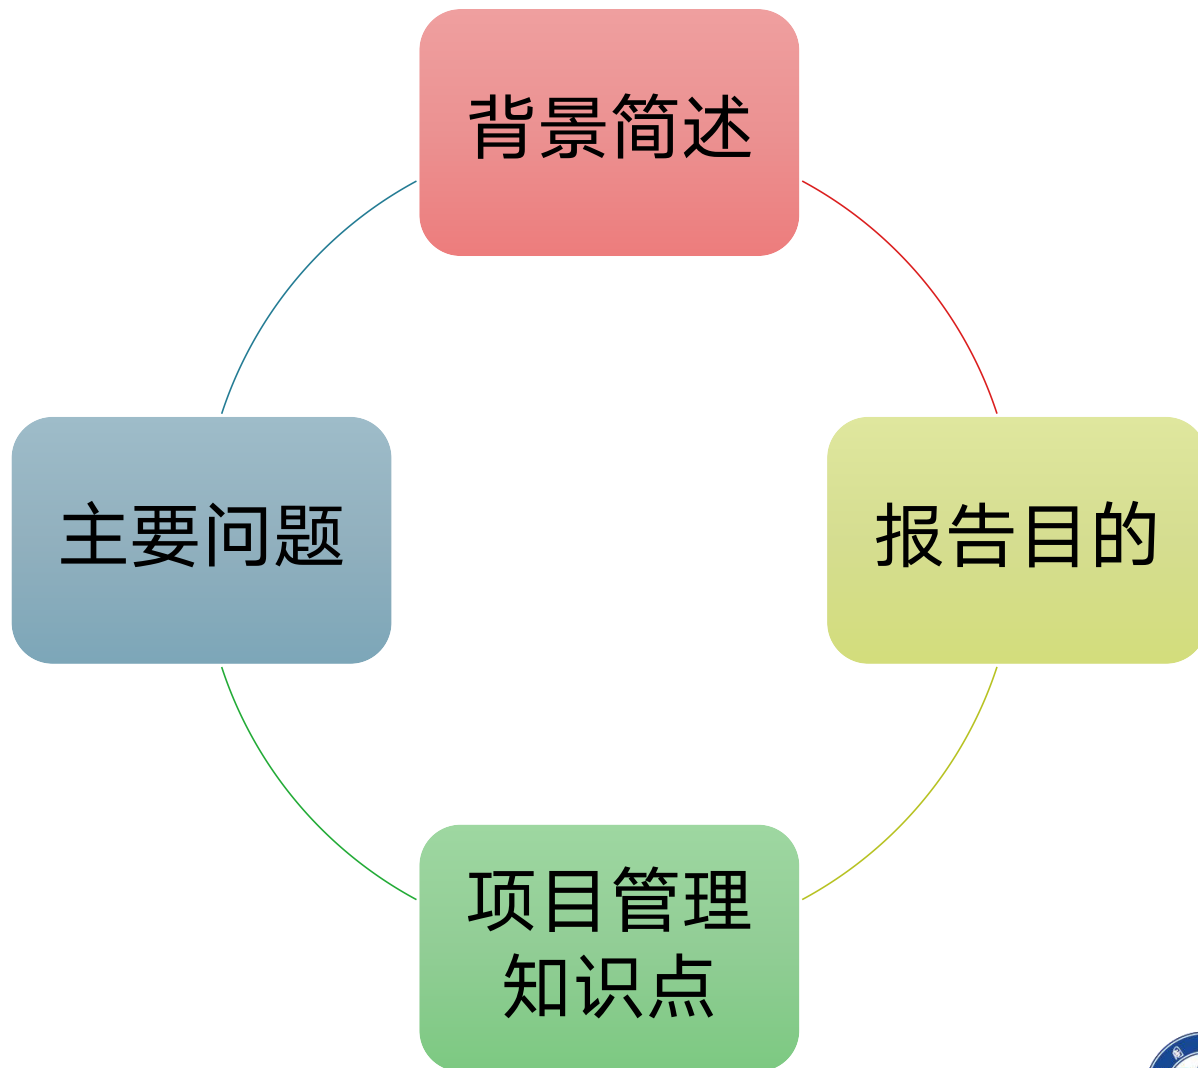 背景简述
主要问题
报告目的
项目管理
知识点